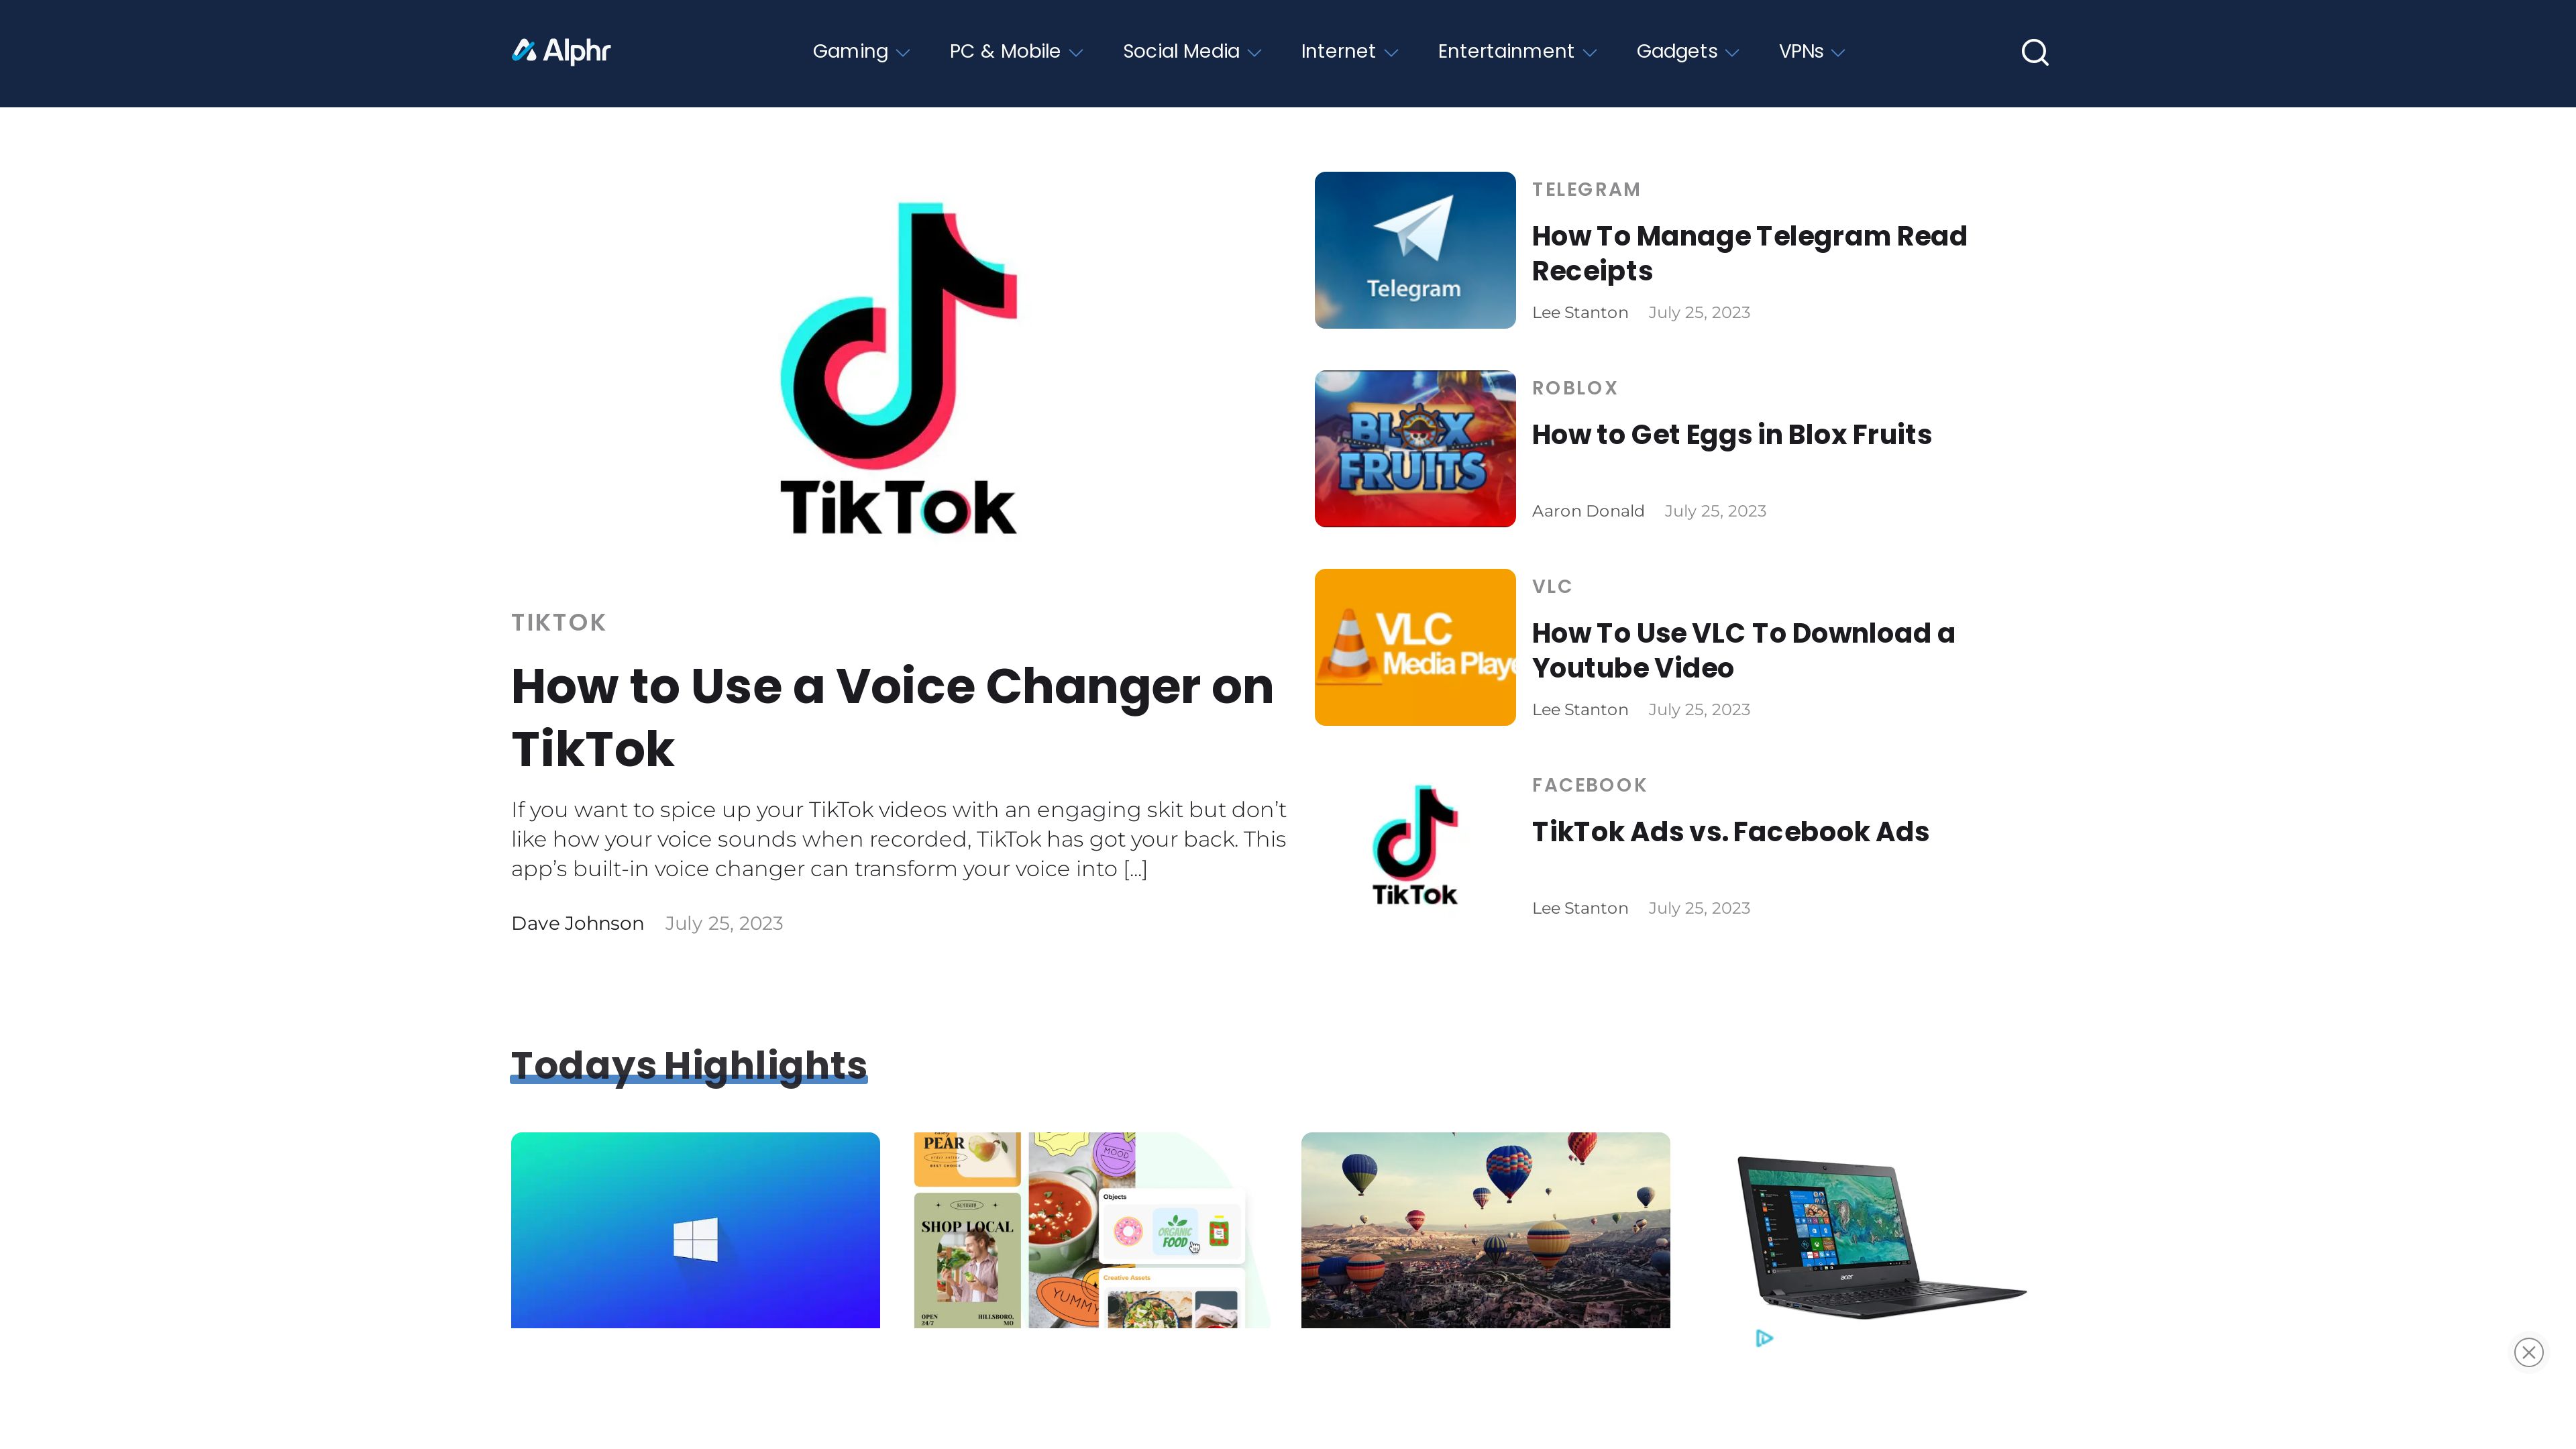 Alphr
Gaming
PC & Mobile
Social Media
Internet
Entertainment
Gadgets
VPNs
TikTok
TIKTOK
How to Use a Voice Changer on
TikTok
If you want to spice up your TikTok videos with an engaging skit but don’t
like how your voice sounds when recorded, TikTok has got your back. This
app’s built-in voice changer can transform your voice into [...]
Dave Johnson July 25, 2023
Telegram
TELEGRAM
How To Manage Telegram Read
Receipts
Lee Stanton July 25, 2023
BLOX
FRUITS
ROBLOX
How to Get Eggs in Blox Fruits
Aaron Donald July 25, 2023
VLC
Media Playe
VLC
How To Use VLC To Download a
Youtube Video
Lee Stanton July 25, 2023
TikTok
FACEBOOK
TikTok Ads vs. Facebook Ads
Lee Stanton July 25, 2023
Todays Highlights
PEAR
BEST CHOICE
SHOP LOCAL
OPEN
24/7
HILLSBORO,
MO
MOOD
YUMMY
Objects
ORGANIC
FOOD
Creative Assets
acer